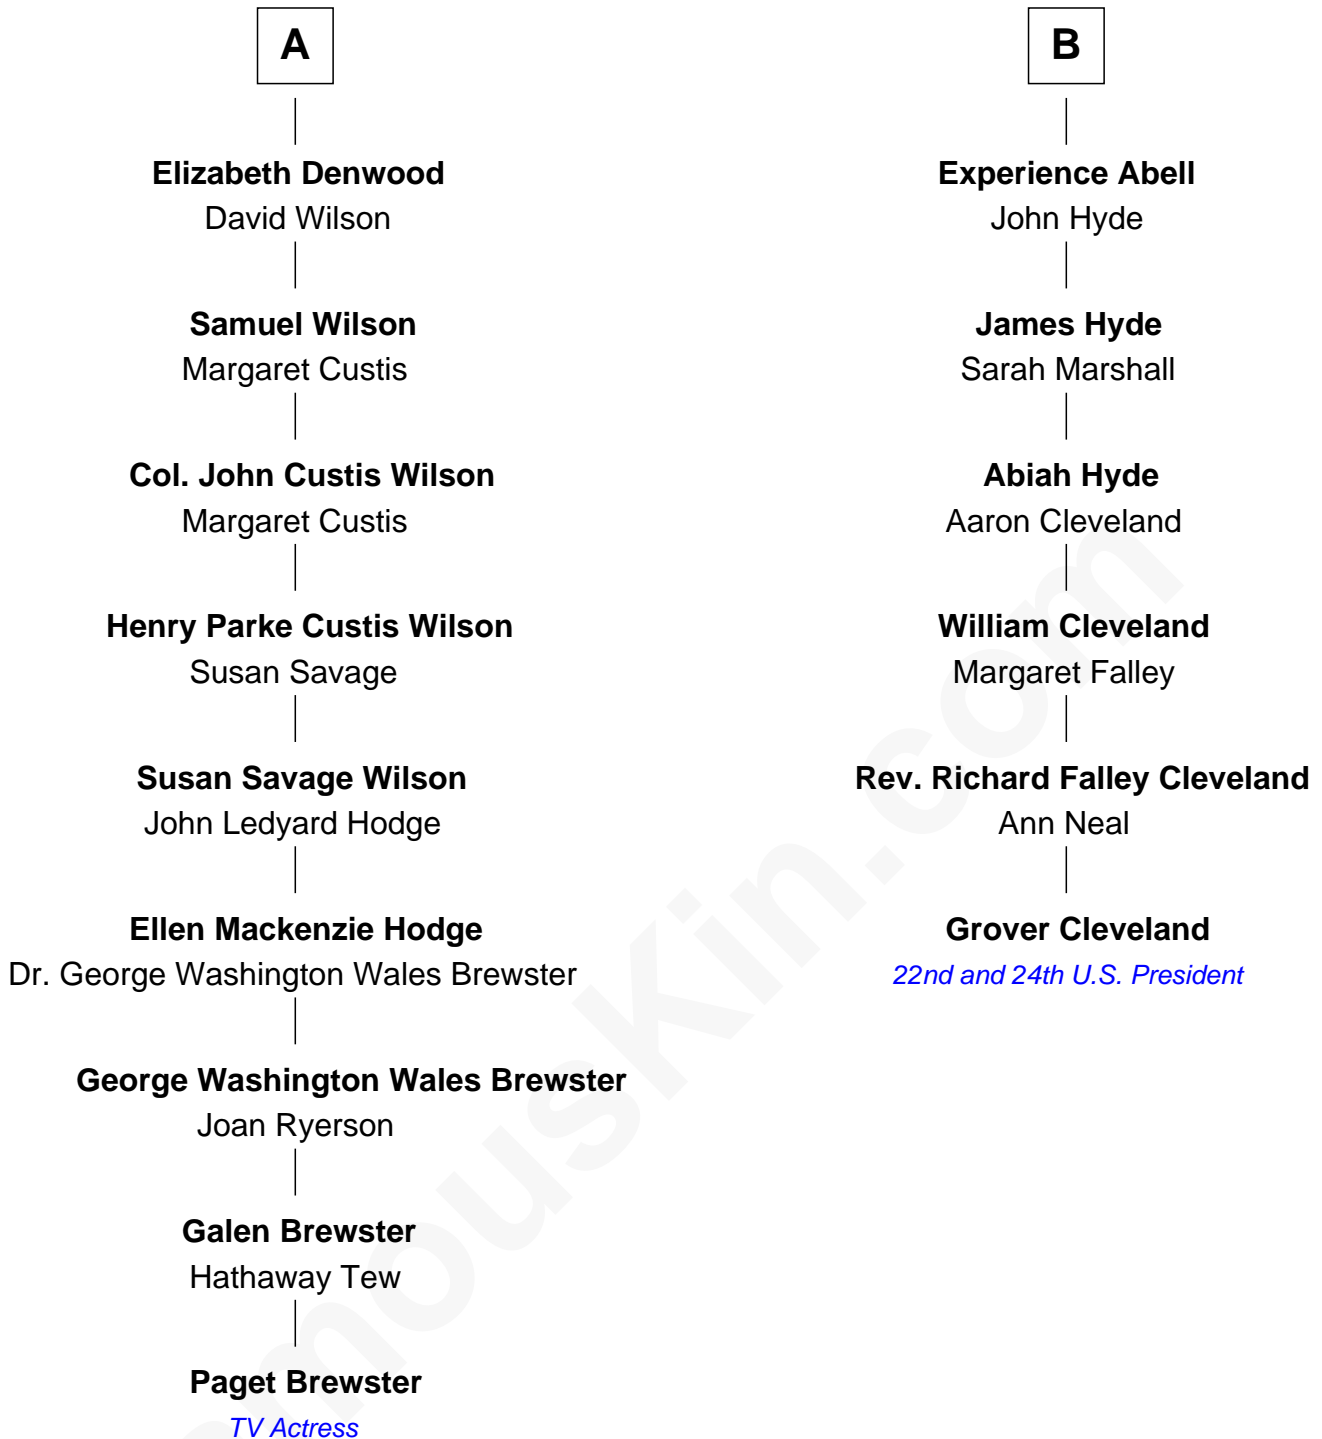 A
Elizabeth Denwood
David Wilson
Samuel Wilson
Margaret Custis
Col. John Custis Wilson
Margaret Custis
Henry Parke Custis Wilson
Susan Savage
Susan Savage Wilson
John Ledyard Hodge
Ellen Mackenzie Hodge
Dr. George Washington Wales Brewster
George Washington Wales Brewster
Joan Ryerson
Galen Brewster
Hathaway Tew
Paget Brewster
TV Actress
B
Experience Abell
John Hyde
James Hyde
Sarah Marshall
Abiah Hyde
Aaron Cleveland
William Cleveland
Margaret Falley
Rev. Richard Falley Cleveland
Ann Neal
Grover Cleveland
22nd and 24th U.S. President
mousKin.com